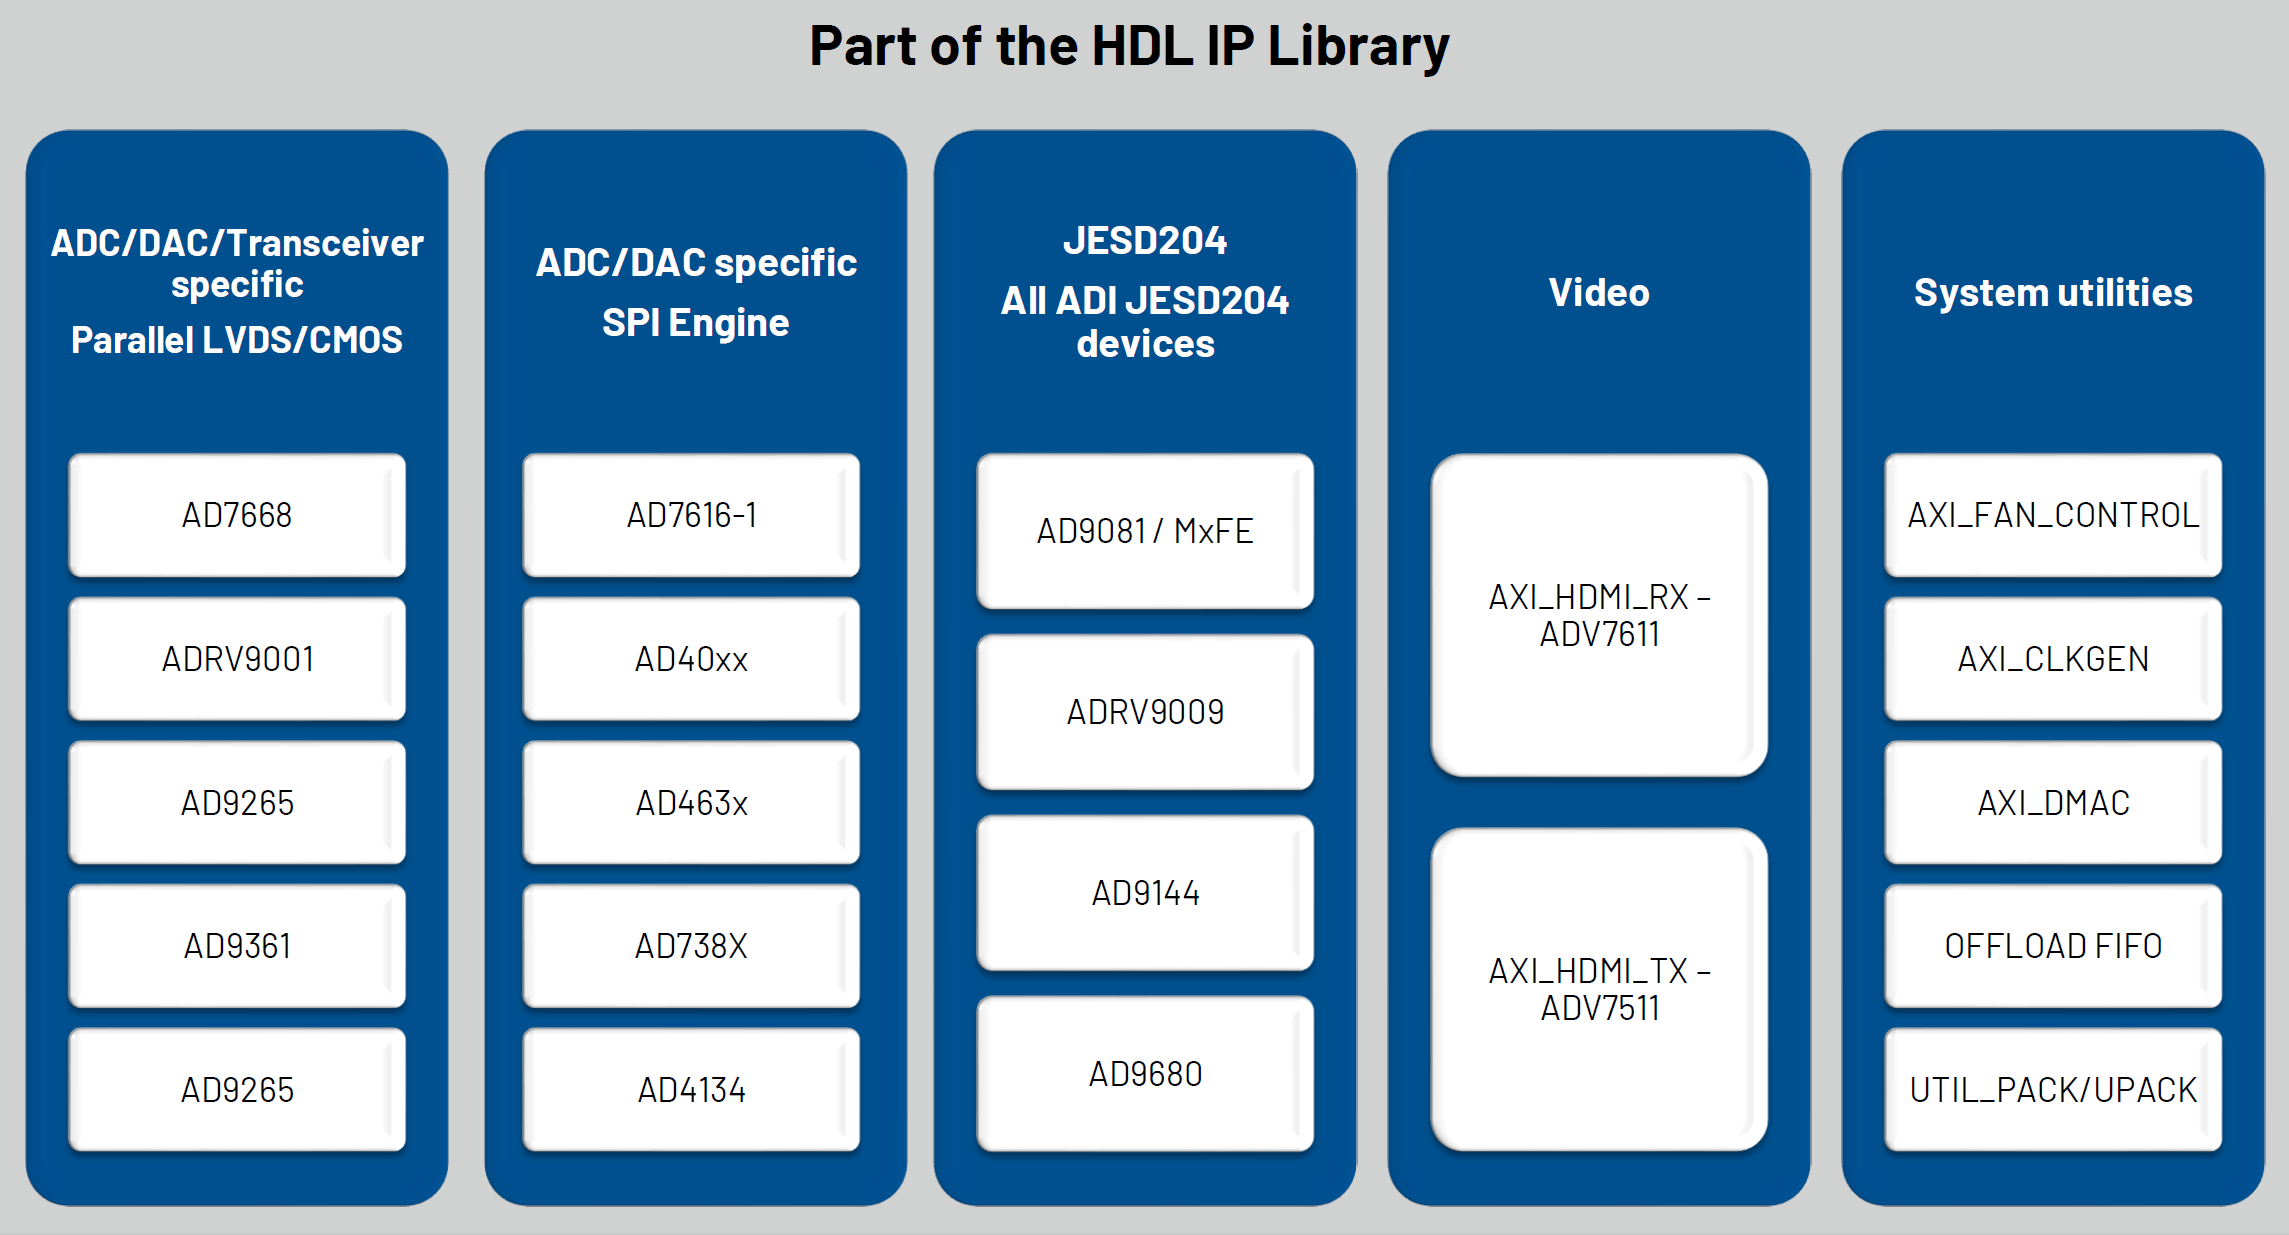 Part of the HDL IP Library
ADC/DAC/Transceiver
specific
Parallel LVDS/CMOS
AD7668
ADRV9001
AD9265
AD9361
AD9265
ADC/DAC specific
SPI Engine
AD7616-1
AD40xx
AD463x
AD738X
AD4134
JESD204
All ADI JESD204
devices
AD9081 / MxFE
ADRV9009
AD9144
AD9680
Video
AXI_HDMI_RX –
ADV7611
AXI_HDMI_TX –
ADV7511
System utilities
AXI_FAN_CONTROL
AXI_CLKGEN
AXI_DMAC
OFFLOAD FIFO
UTIL_PACK/UPACK